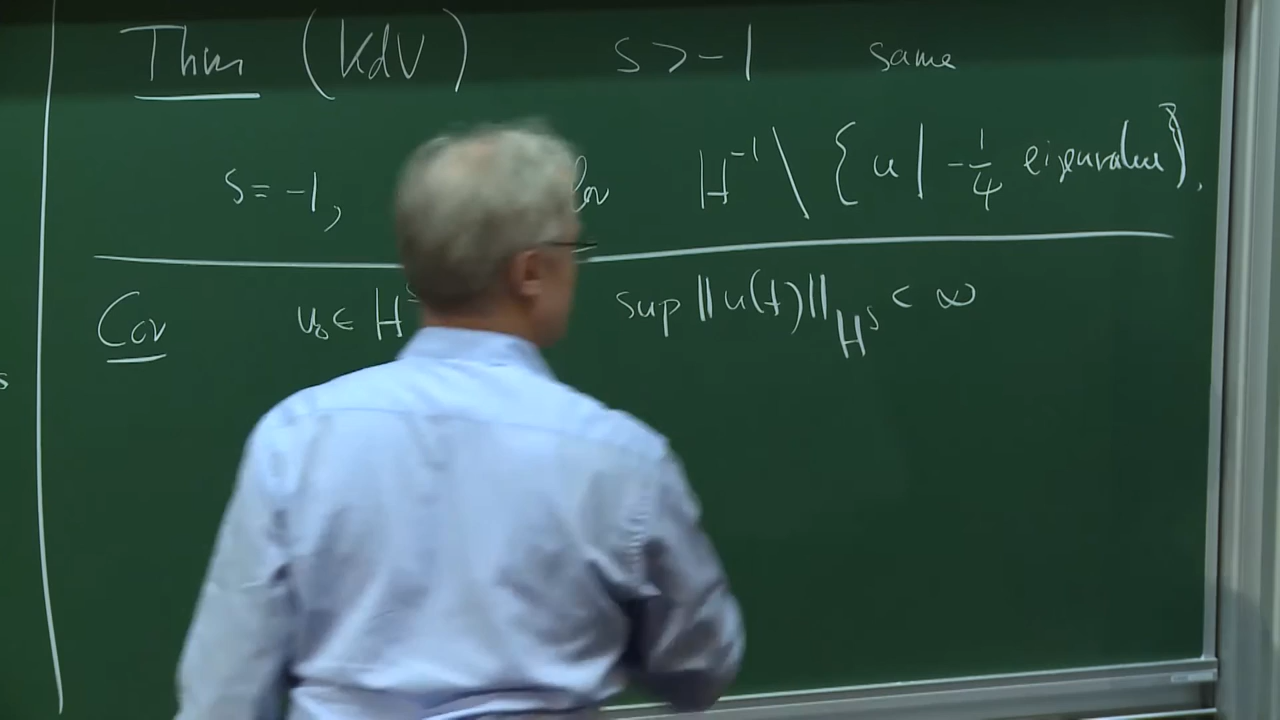 Thm (KdV) s > -1 same
s = -1, H^{-1} \ { u | -1/4 eigenvalue },
Cor u_0 ∈ H sup ||u(t)||_{H^s} < ∞
s